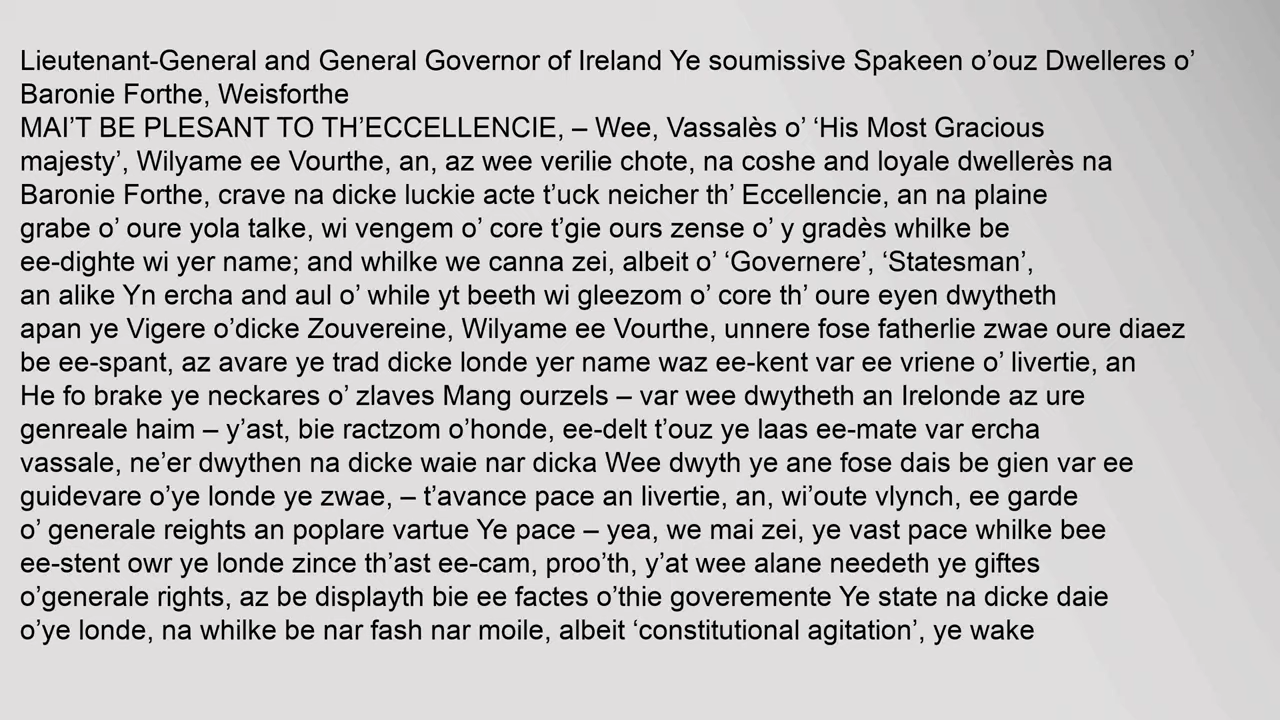 Lieutenant-General and General Governor of Ireland Ye soumissive Spakeen o’ouz Dwelleres o’
Baronie Forthe, Weisforthe
MAI’T BE PLESANT TO TH’ECCELLENCIE, – Wee, Vassalès o’ ‘His Most Gracious
majesty’, Wilyame ee Vourthe, an, az wee verilie chote, na coshe and loyale dwellerès na
Baronie Forthe, crave na dicke luckie acte t’uck neicher th’ Eccellencie, an na plaine
grabe o’ oure yola talke, wi vengem o’ core t’gie ours zense o’ y gradès whilke be
ee-dighte wi yer name; and whilke we canna zei, albeit o’ ‘Governere’, ‘Statesman’,
an alike Yn ercha and aul o’ while yt beeth wi gleezom o’ core th’ oure eyen dwytheth
apan ye Vigere o’dicke Zouvereine, Wilyame ee Vourthe, unnere fose fatherlie zwae oure diaez
be ee-spant, az avare ye trad dicke londe yer name waz ee-kent var ee vriene o’ livertie, an
He fo brake ye neckares o’ zlaves Mang ourzels – var wee dwytheth an Irelonde az ure
genreale haim – y’ast, bie ractzom o’honde, ee-delt t’ouz ye laas ee-mate var ercha
vassale, ne’er dwythen na dicke waie nar dicka Wee dwyth ye ane fose dais be gien var ee
guidevare o’ye londe ye zwae, – t’avance pace an livertie, an, wi’oute vlynch, ee garde
o’ generale reights an poplare vartue Ye pace – yea, we mai zei, ye vast pace whilke bee
ee-stent owr ye londe zince th’ast ee-cam, proo’th, y’at wee alane needeth ye giftes
o’generale rights, az be displayth bie ee factes o’thie goveremente Ye state na dicke daie
o’ye londe, na whilke be nar fash nar moile, albeit ‘constitutional agitation’, ye wake